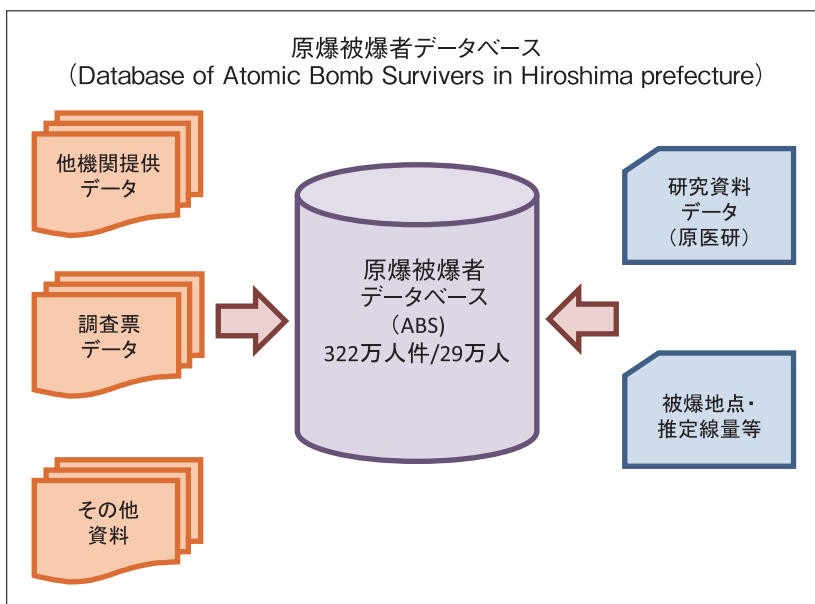 原爆被爆者データベース
（Database of Atomic Bomb Survivers in Hiroshima prefecture）
他機関提供
データ
調査票
データ
その他
資料
原爆被爆者
データベース
（ABS)
322万人件/29万人
研究資料
データ
（原医研）
被爆地点・
推定線量等